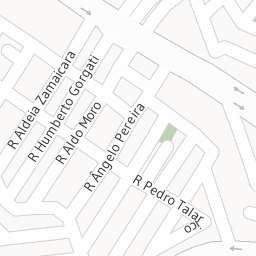 R Aldeia Zamaicara
R Humberto Gorgati
R Aldo Moro
R Ângelo Pereira
R Pedro Talarico